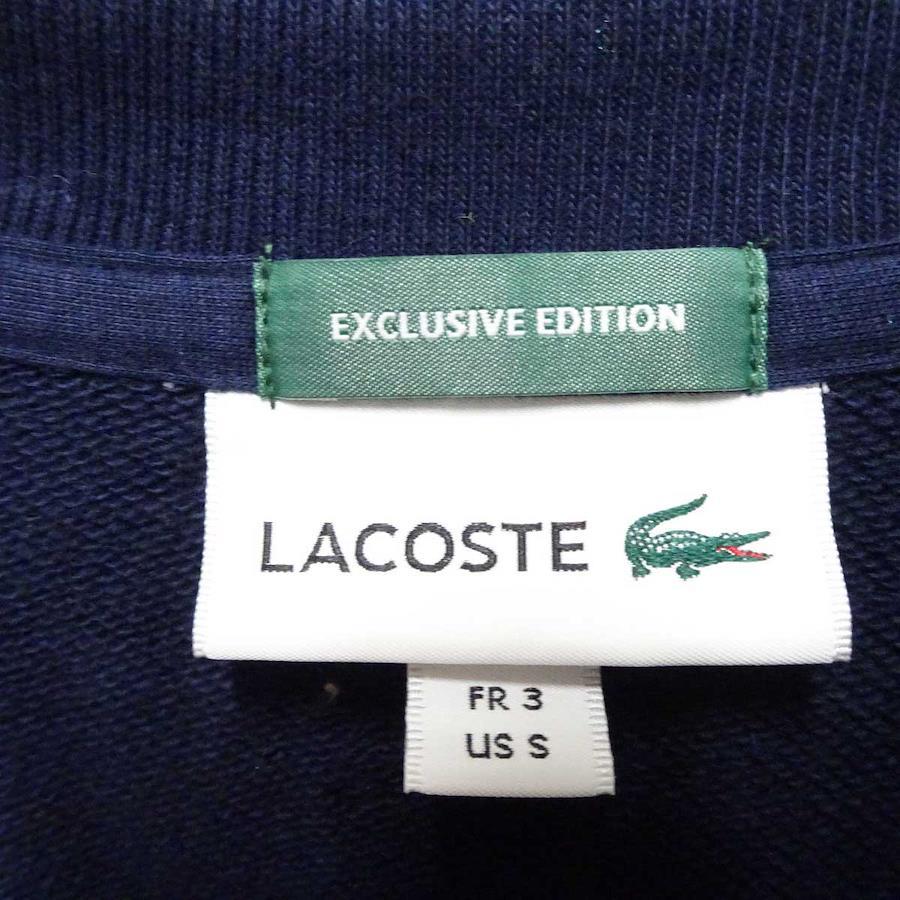 EXCLUSIVE EDITION
LACOSTE
FR 3
US S